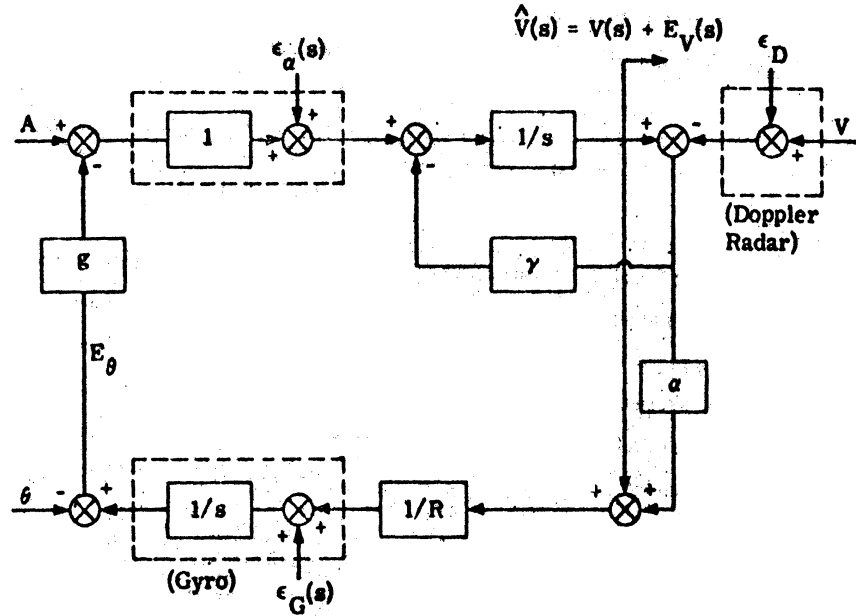 V̂(s) = V(s) + E_V(s)
ϵ_α(s)
ϵ_D
A
+
-
1
+
+
+
-
1/s
+
-
+
V
(Doppler
Radar)
g
γ
E_θ
α
θ
-
+
1/s
+
+
1/R
+
+
(Gyro)
ϵ_G(s)